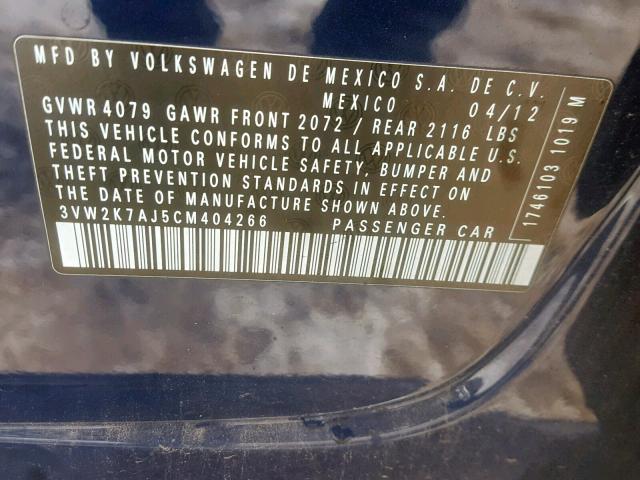 MFD BY VOLKSWAGEN DE MEXICO S.A. DE C.V.
MEXICO 04/12
GVWR 4079 GAWR FRONT 2072 / REAR 2116 LBS
THIS VEHICLE CONFORMS TO ALL APPLICABLE U.S.
FEDERAL MOTOR VEHICLE SAFETY, BUMPER AND
THEFT PREVENTION STANDARDS IN EFFECT ON
THE DATE OF MANUFACTURE SHOWN ABOVE.
3VW2K7AJ5CM404266 PASSENGER CAR
1746103 1019 M